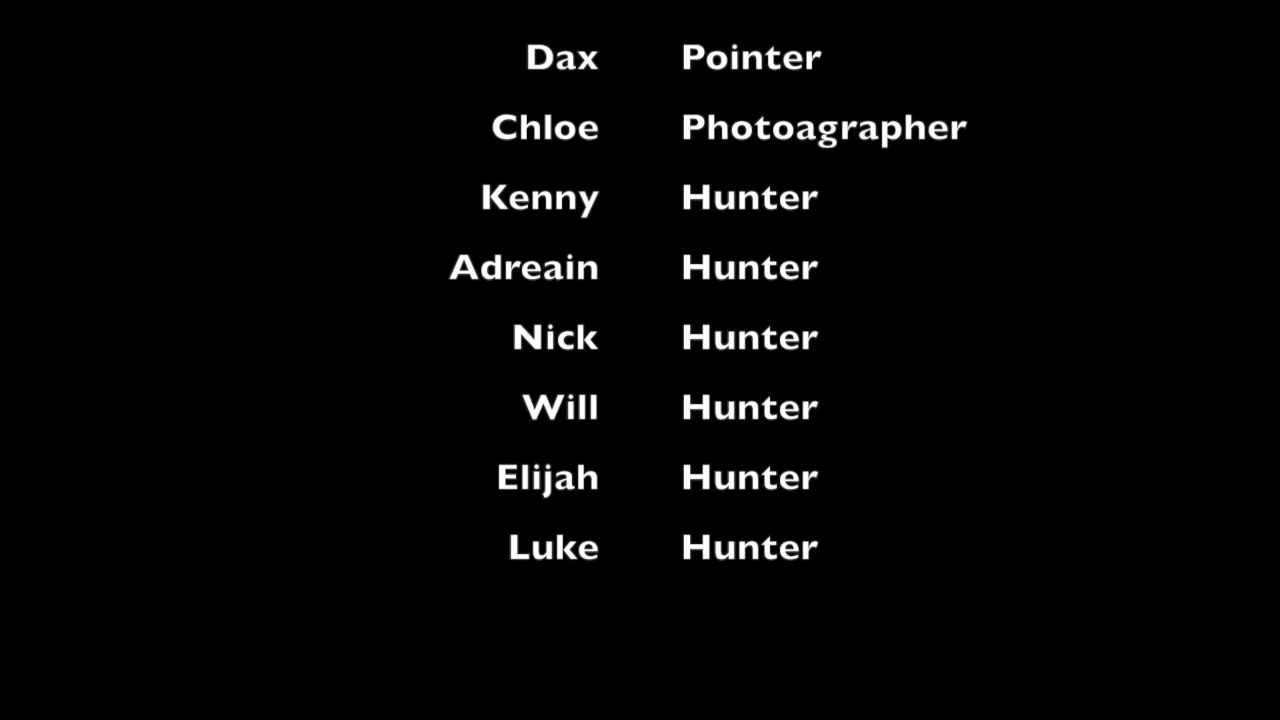 Dax Pointer
Chloe Photoagrapher
Kenny Hunter
Adreain Hunter
Nick Hunter
Will Hunter
Elijah Hunter
Luke Hunter